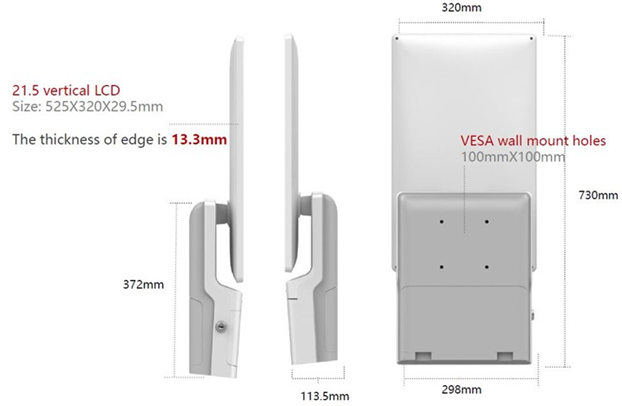 320mm
21.5 vertical LCD
Size: 525X320X29.5mm
The thickness of edge is 13.3mm
VESA wall mount holes
100mmX100mm
730mm
372mm
113.5mm
298mm